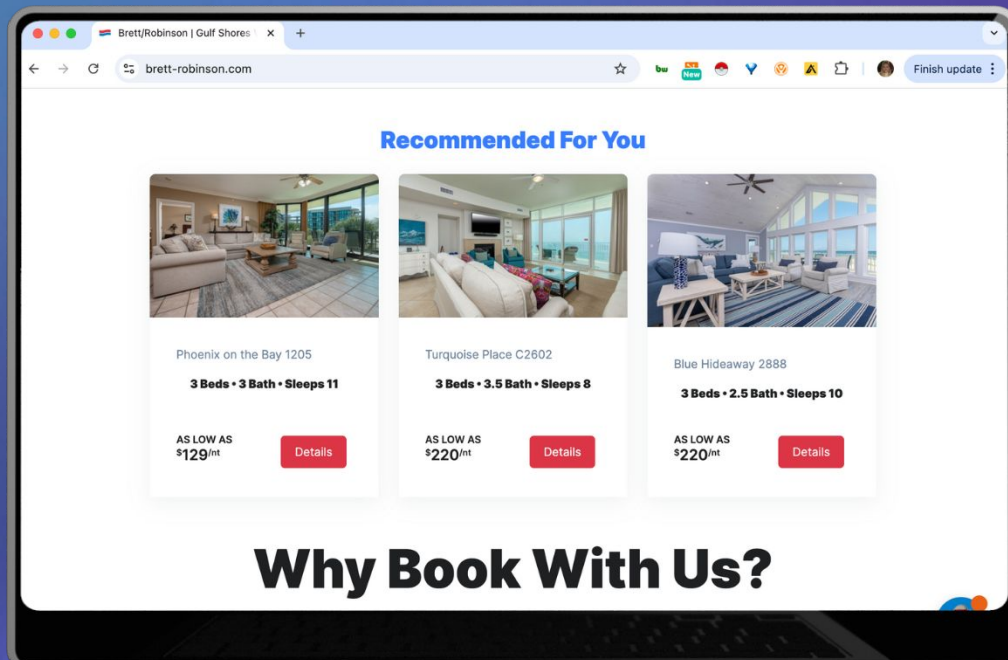 Brett/Robinson | Gulf Shores
brett-robinson.com
bw
New
Finish update
Recommended For You
Phoenix on the Bay 1205
3 Beds • 3 Bath • Sleeps 11
AS LOW AS
$129/nt
Details
Turquoise Place C2602
3 Beds • 3.5 Bath • Sleeps 8
AS LOW AS
$220/nt
Details
Blue Hideaway 2888
3 Beds • 2.5 Bath • Sleeps 10
AS LOW AS
$220/nt
Details
Why Book With Us?